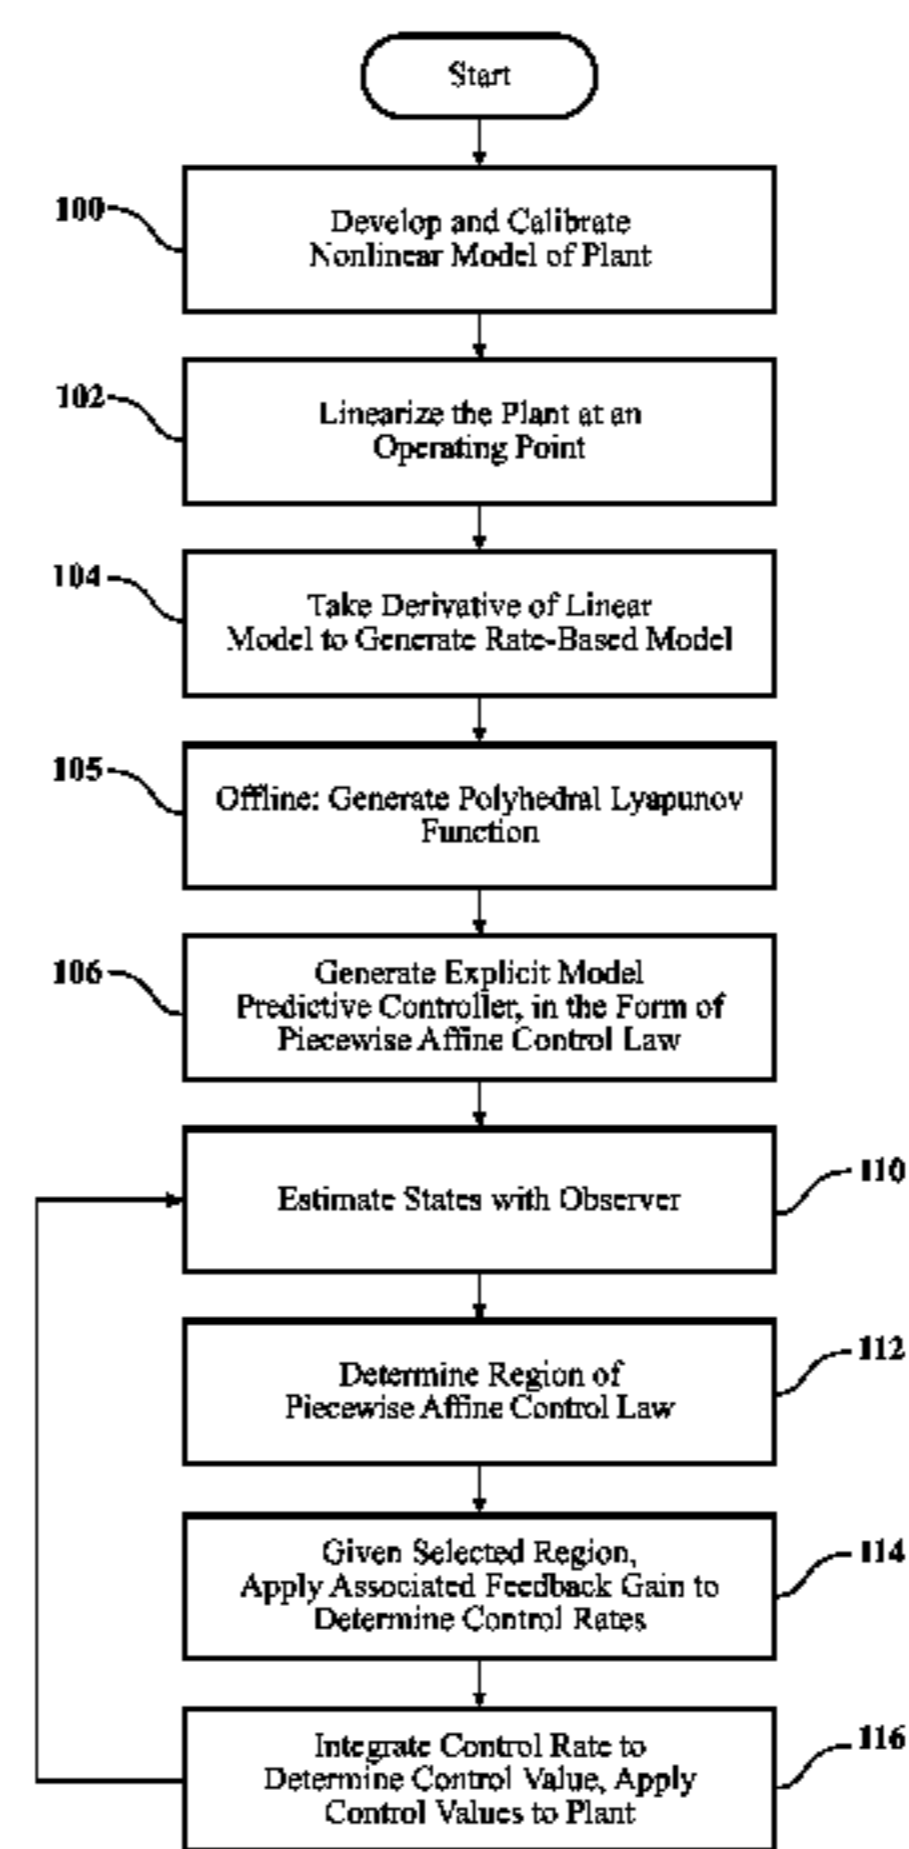 Start
100
Develop and Calibrate
Nonlinear Model of Plant
102
Linearize the Plant at an
Operating Point
104
Take Derivative of Linear
Model to Generate Rate-Based Model
105
Offline: Generate Polyhedral Lyapunov
Function
106
Generate Explicit Model
Predictive Controller, in the Form of
Piecewise Affine Control Law
110
Estimate States with Observer
112
Determine Region of
Piecewise Affine Control Law
114
Given Selected Region,
Apply Associated Feedback Gain to
Determine Control Rates
116
Integrate Control Rate to
Determine Control Value, Apply
Control Values to Plant